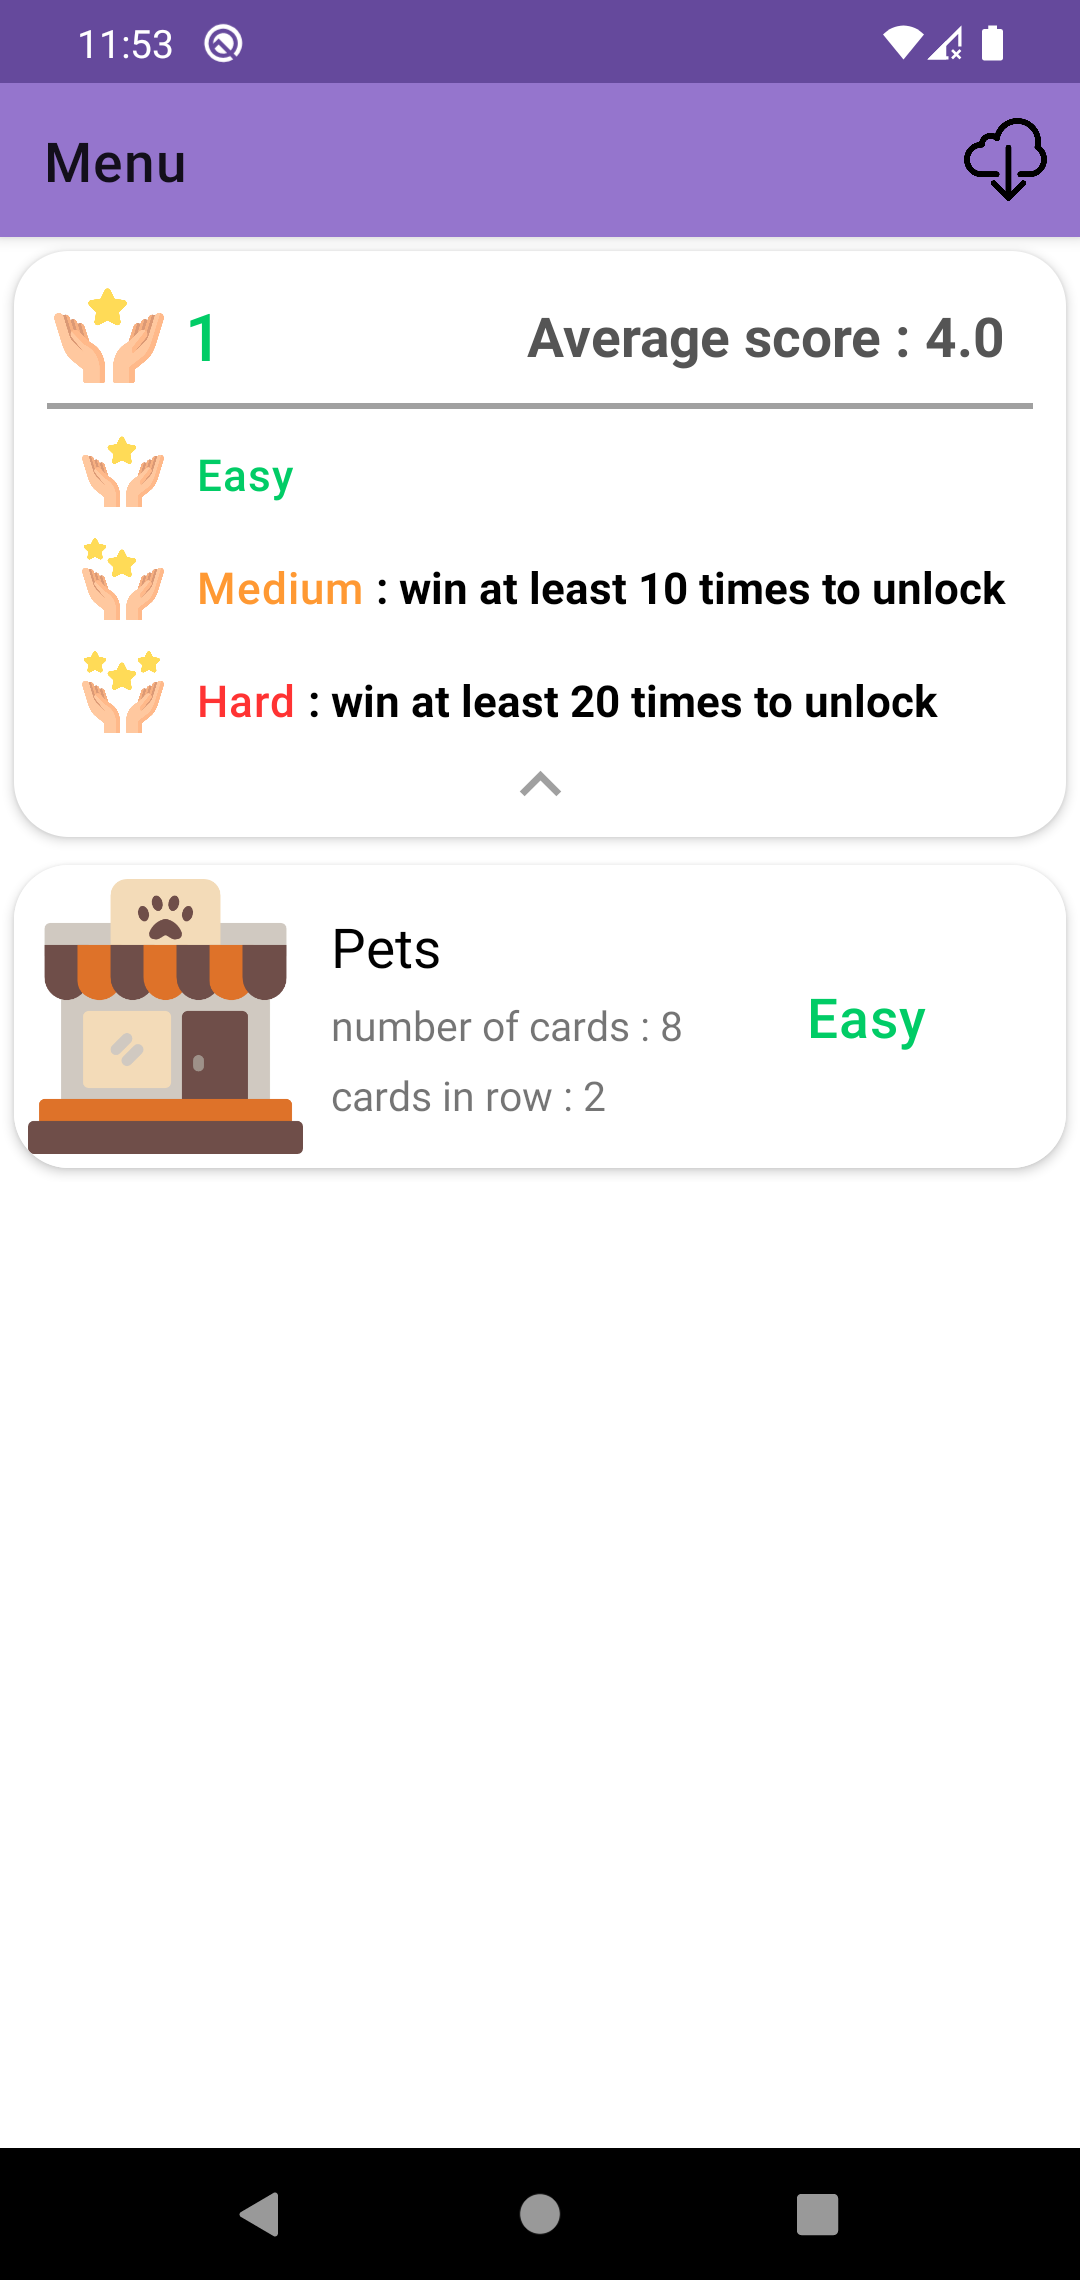 11:53
Menu
1
Average score : 4.0
Easy
Medium : win at least 10 times to unlock
Hard : win at least 20 times to unlock
Pets
number of cards : 8
Easy
cards in row : 2